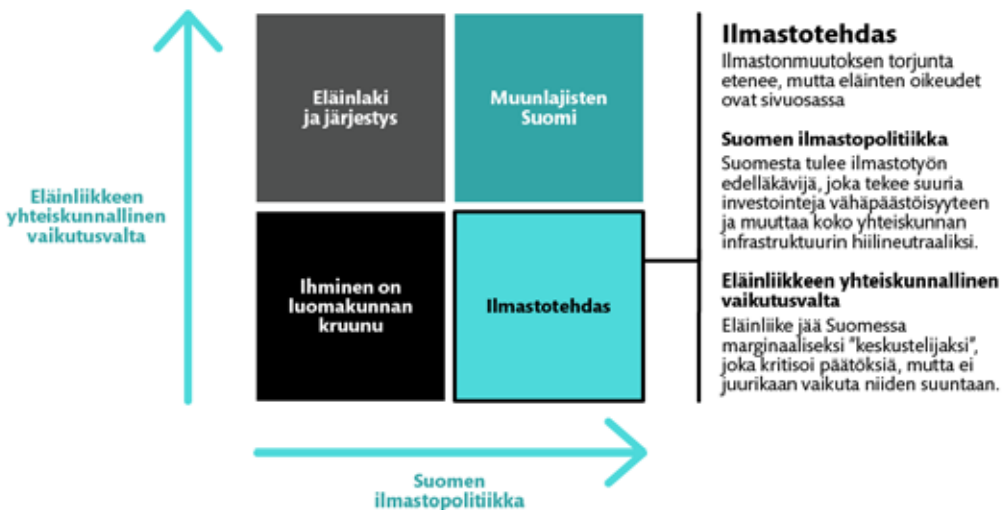 Eläinliikkeen
yhteiskunnallinen
vaikutusvalta
Eläinlaki
ja järjestys
Muunlajisten
Suomi
Ihminen on
luomakunnan
kruunu
Ilmastotehdas
Suomen
ilmastopolitiikka
Ilmastotehdas
Ilmastonmuutoksen torjunta
etenee, mutta eläinten oikeudet
ovat sivuosassa
Suomen ilmastopolitiikka
Suomesta tulee ilmastotyön
edelläkävijä, joka tekee suuria
investointeja vähäpäästöisyyteen
ja muuttaa koko yhteiskunnan
infrastruktuurin hiilineutraaliksi.
Eläinliikkeen yhteiskunnallinen
vaikutusvalta
Eläinliike jää Suomessa
marginaaliseksi "keskustelijaksi",
joka kritisoi päätöksiä, mutta ei
juurikaan vaikuta niiden suuntaan.